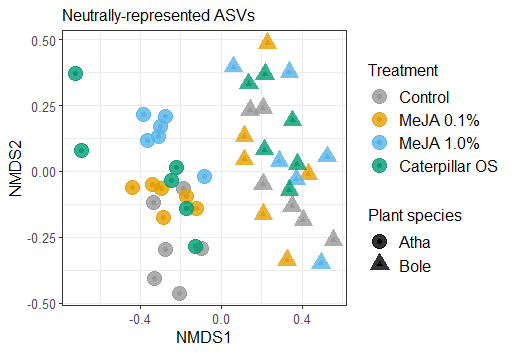 Neutrally-represented ASVs
0.50
0.25
0.00
-0.25
-0.50
NMDS2
-0.4
0.0
0.4
NMDS1
Treatment
Control
MeJA 0.1%
MeJA 1.0%
Caterpillar OS
Plant species
Atha
Bole